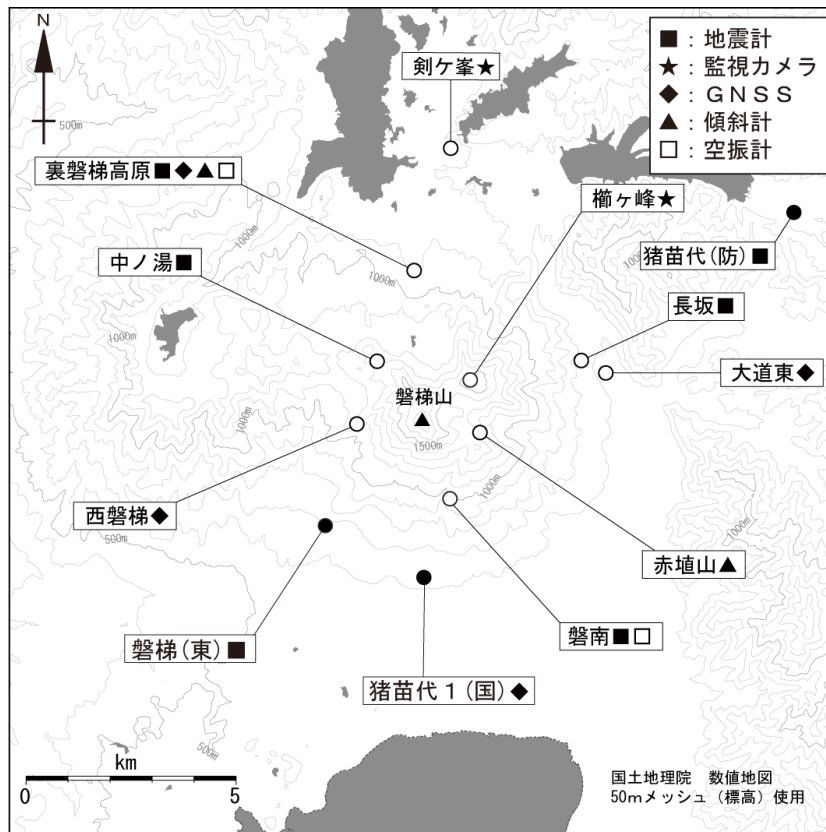 N
■：地震計
★：監視カメラ
◆：ＧＮＳＳ
▲：傾斜計
□：空振計
剣ケ峯★
500m
裏磐梯高原■◆▲□
櫛ヶ峰★
1000m
1000m
猪苗代(防)■
中ノ湯■
1000m
長坂■
1000m
大道東◆
磐梯山
▲
1000m
1500m
1000m
西磐梯◆
1000m
500m
赤埴山▲
磐梯(東)■
磐南■□
猪苗代１(国)◆
500m
km
0 5
国土地理院　数値地図
50mメッシュ（標高）使用